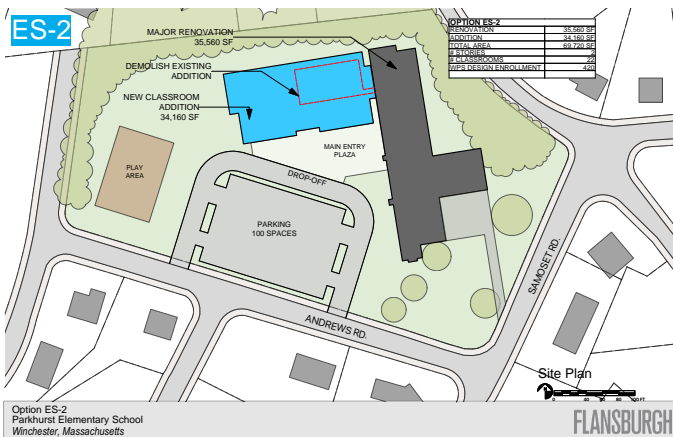 ES-2
MAJOR RENOVATION
35,560 SF
DEMOLISH EXISTING
ADDITION
NEW CLASSROOM
ADDITION
34,160 SF
OPTION ES-2
RENOVATION 35,560 SF
ADDITION 34,160 SF
TOTAL AREA 69,720 SF
# STORIES 2
# CLASSROOMS 22
WPS DESIGN ENROLLMENT 420
MAIN ENTRY
PLAZA
PLAY
AREA
DROP-OFF
PARKING
100 SPACES
SAMOSET RD.
ANDREWS RD.
Site Plan
Option ES-2
Parkhurst Elementary School
Winchester, Massachusetts
FLANSBURGH